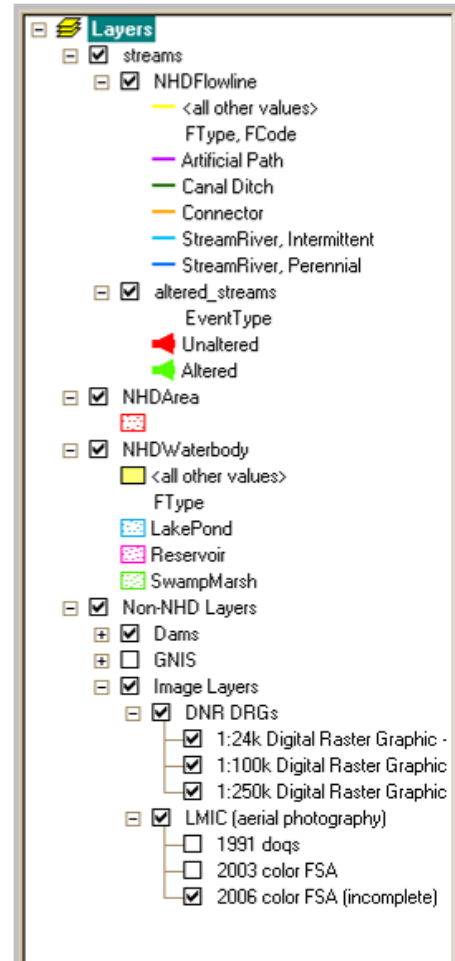 Layers
streams
NHDFlowline
<all other values>
FType, FCode
Artificial Path
Canal Ditch
Connector
StreamRiver, Intermittent
StreamRiver, Perennial
altered_streams
EventType
Unaltered
Altered
NHDArea
NHDWaterbody
<all other values>
FType
LakePond
Reservoir
SwampMarsh
Non-NHD Layers
Dams
GNIS
Image Layers
DNR DRGs
1:24k Digital Raster Graphic -
1:100k Digital Raster Graphic
1:250k Digital Raster Graphic
LMIC (aerial photography)
1991 doqs
2003 color FSA
2006 color FSA (incomplete)